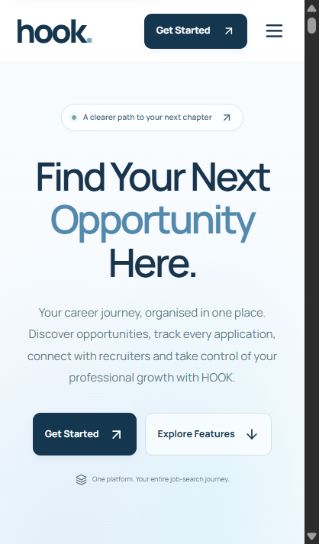 hook.
Get Started
A clearer path to your next chapter
Find Your Next
Opportunity
Here.
Your career journey, organised in one place.
Discover opportunities, track every application,
connect with recruiters and take control of your
professional growth with HOOK.
Get Started
Explore Features
One platform. Your entire job-search journey.